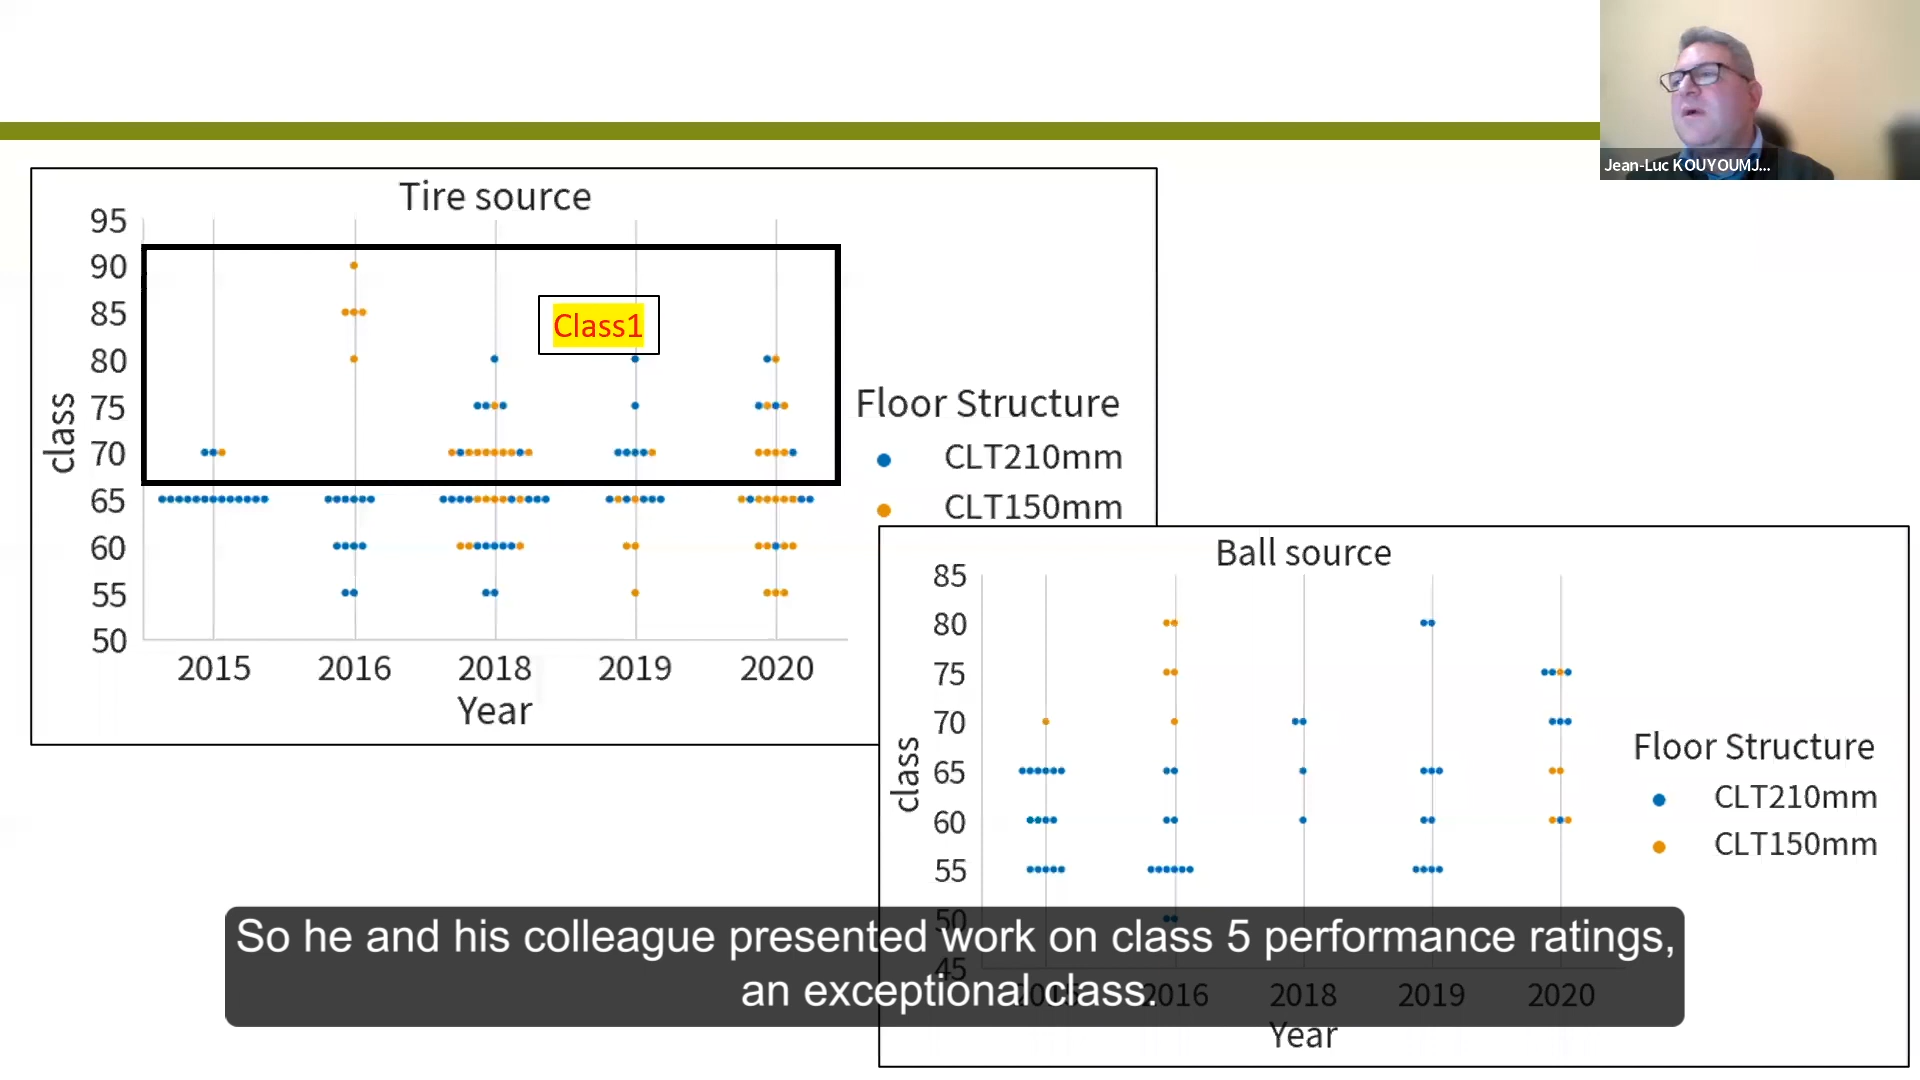 Jean-Luc KOUYOUMJ...
Tire source
95
90
85
80
75
70
65
60
55
50
class
Class1
2015 2016 2018 2019 2020
Year
Floor Structure
CLT210mm
CLT150mm
Ball source
85
80
75
70
65
60
55
50
45
class
2015 2016 2018 2019 2020
Year
Floor Structure
CLT210mm
CLT150mm
So he and his colleague presented work on class 5 performance ratings,
an exceptional class.